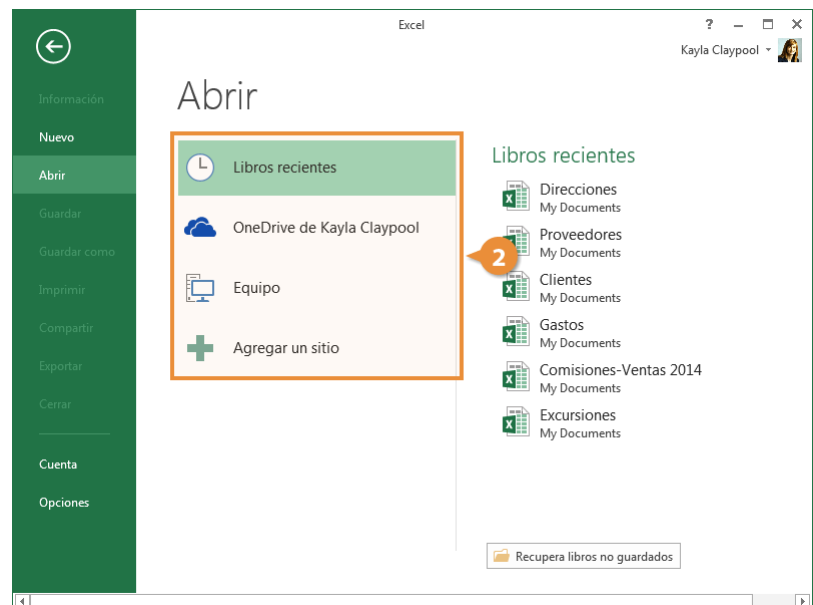 Excel
?
Kayla Claypool
Información
Nuevo
Abrir
Guardar
Guardar como
Imprimir
Compartir
Exportar
Cerrar
Cuenta
Opciones
Abrir
Libros recientes
OneDrive de Kayla Claypool
Equipo
Agregar un sitio
2
Libros recientes
Direcciones
My Documents
Proveedores
My Documents
Clientes
My Documents
Gastos
My Documents
Comisiones-Ventas 2014
My Documents
Excursiones
My Documents
Recupera libros no guardados